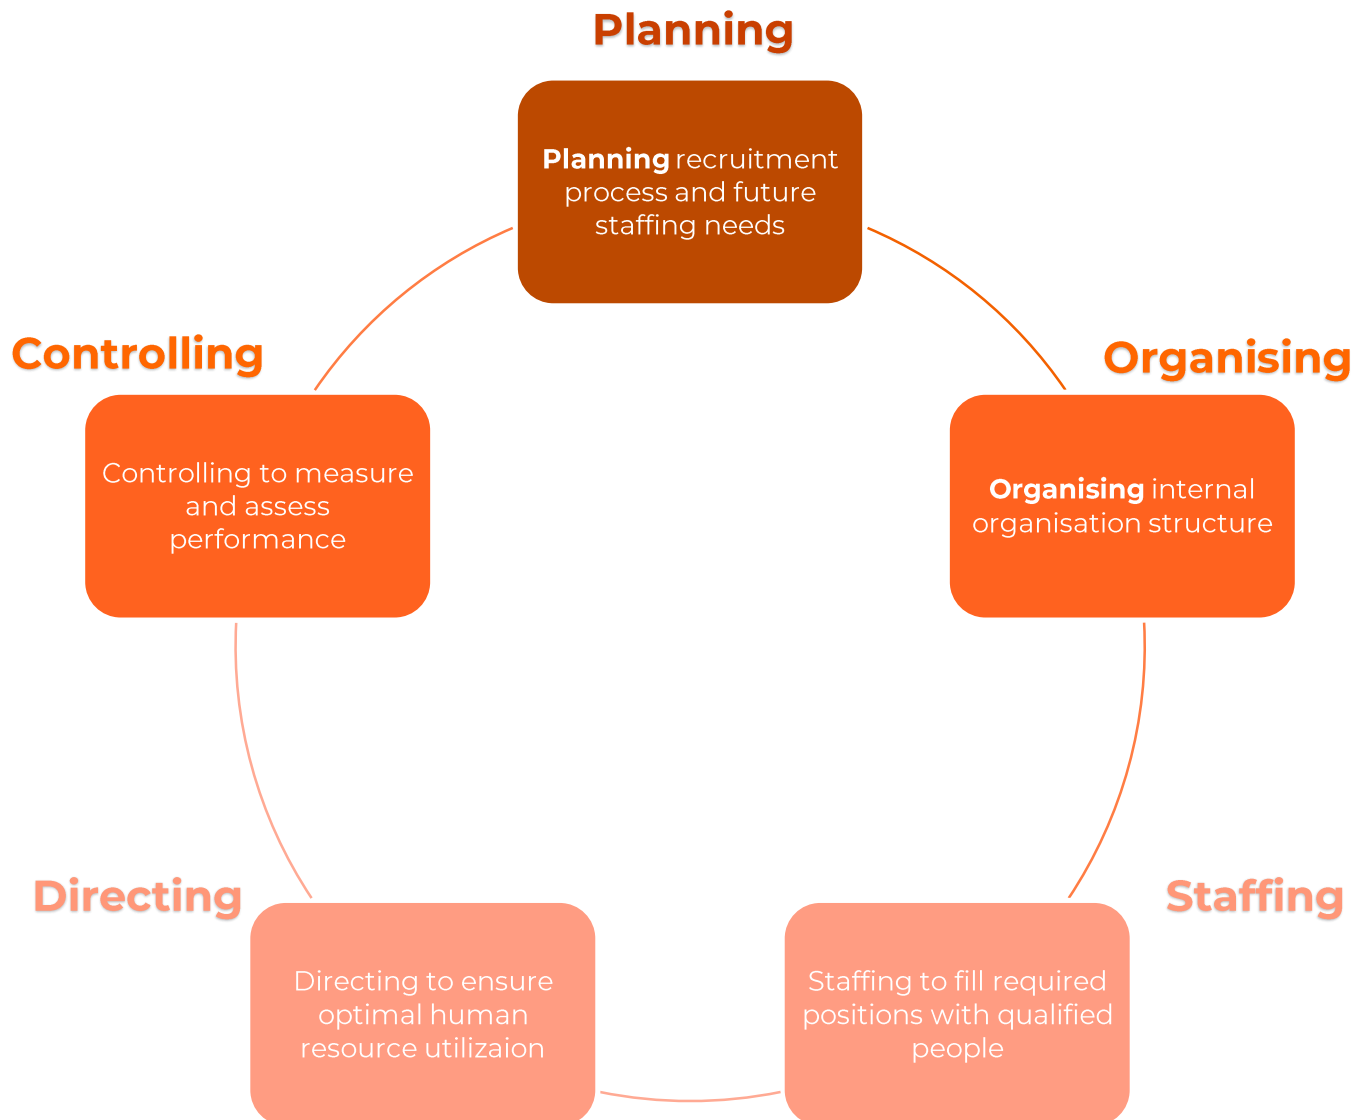 Planning
Planning recruitment
process and future
staffing needs
Controlling
Organising
Controlling to measure
and assess
performance
Organising internal
organisation structure
Directing
Staffing
Directing to ensure
optimal human
resource utilizaion
Staffing to fill required
positions with qualified
people